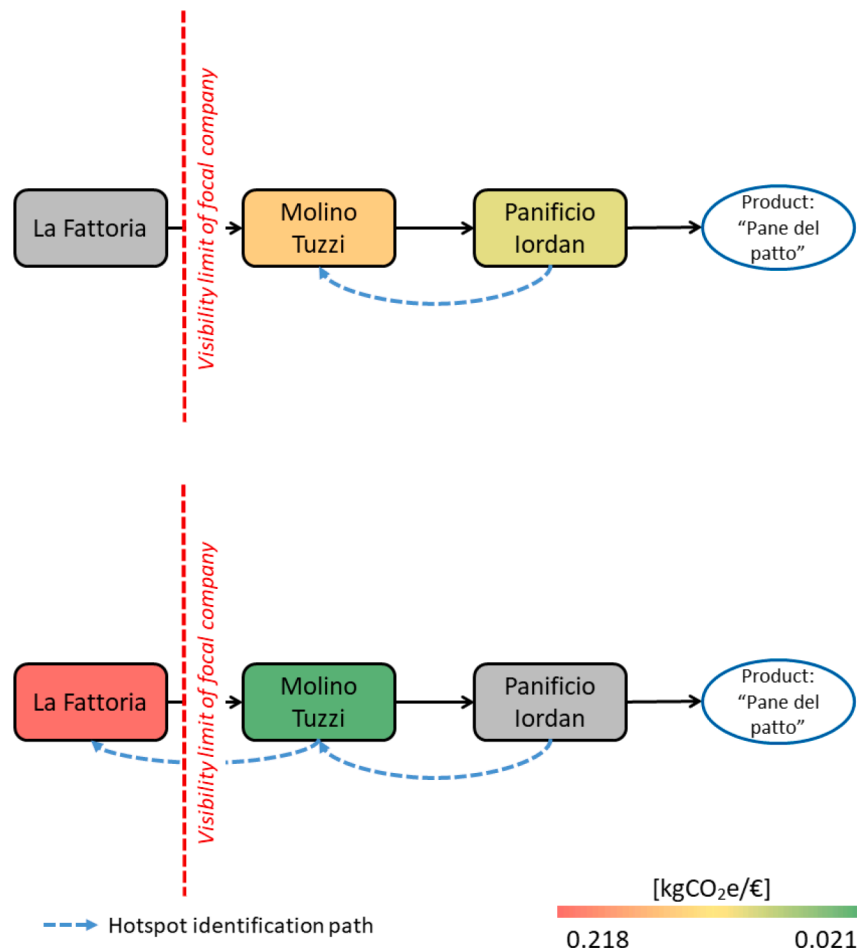 Visibility limit of focal company
La Fattoria
Molino
Tuzzi
Panificio
Iordan
Product:
“Pane del
patto”
Visibility limit of focal company
La Fattoria
Molino
Tuzzi
Panificio
Iordan
Product:
“Pane del
patto”
Hotspot identification path
[kgCO₂e/€]
0.218
0.021